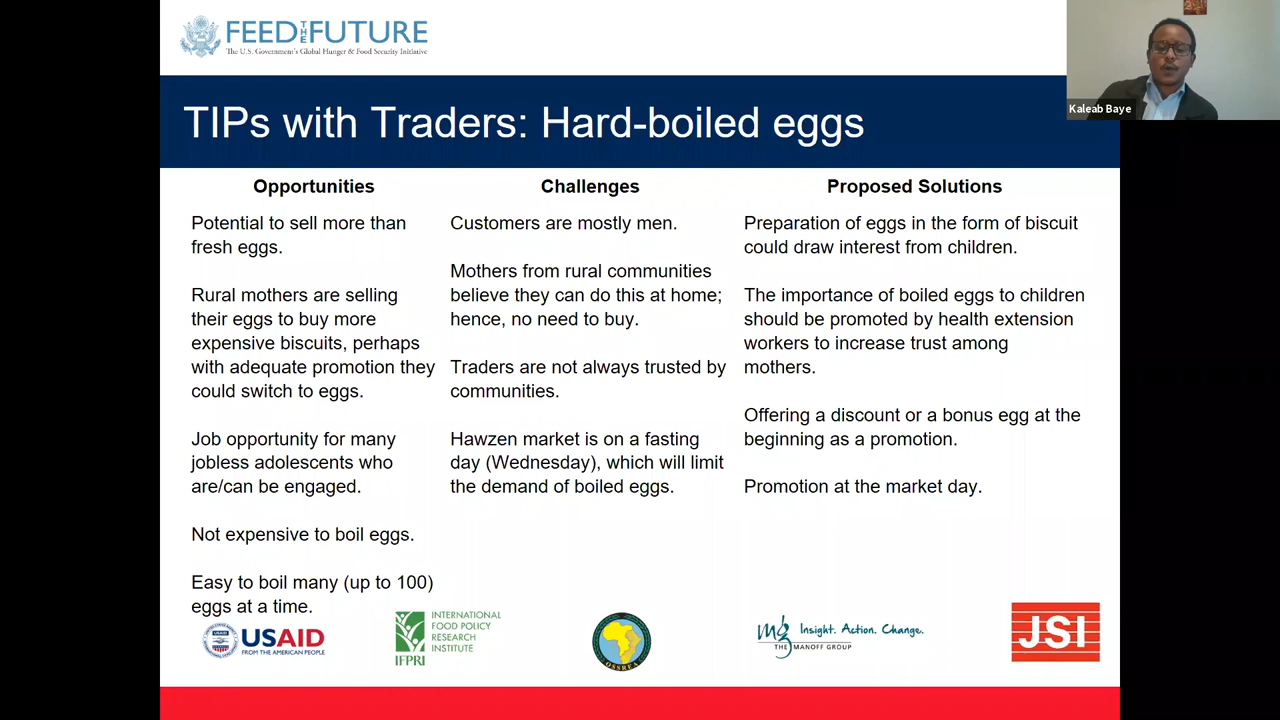 FEED THE FUTURE
The U.S. Government's Global Hunger & Food Security Initiative
Kaleab Baye
TIPs with Traders: Hard-boiled eggs
Opportunities
Potential to sell more than
fresh eggs.
Rural mothers are selling
their eggs to buy more
expensive biscuits, perhaps
with adequate promotion they
could switch to eggs.
Job opportunity for many
jobless adolescents who
are/can be engaged.
Not expensive to boil eggs.
Easy to boil many (up to 100)
eggs at a time.
Challenges
Customers are mostly men.
Mothers from rural communities
believe they can do this at home;
hence, no need to buy.
Traders are not always trusted by
communities.
Hawzen market is on a fasting
day (Wednesday), which will limit
the demand of boiled eggs.
Proposed Solutions
Preparation of eggs in the form of biscuit
could draw interest from children.
The importance of boiled eggs to children
should be promoted by health extension
workers to increase trust among
mothers.
Offering a discount or a bonus egg at the
beginning as a promotion.
Promotion at the market day.
USAID
FROM THE AMERICAN PEOPLE
IFPRI
INTERNATIONAL
FOOD POLICY
RESEARCH
INSTITUTE
OSSREA
mg Insight. Action. Change.
THE MANOFF GROUP
JSI